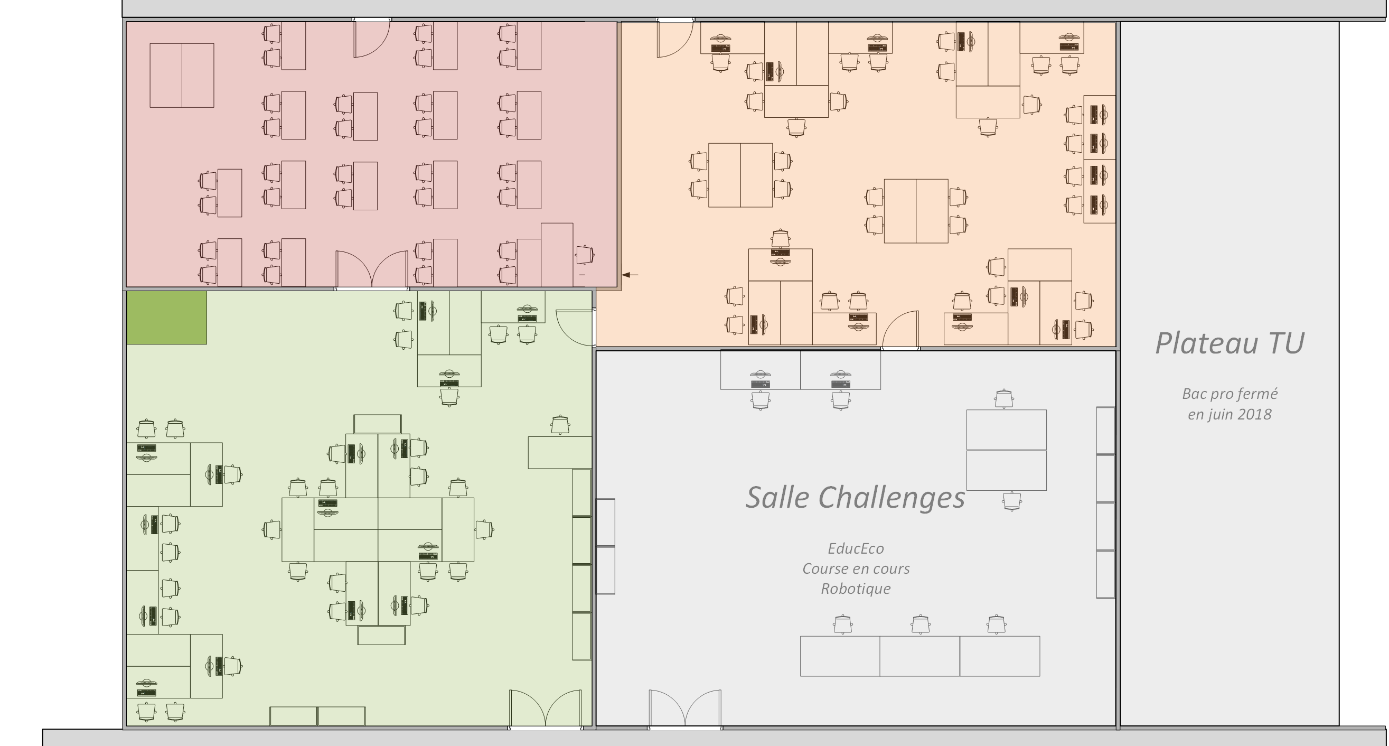 Plateau TU
Bac pro fermé
en juin 2018
Salle Challenges
EducEco
Course en cours
Robotique